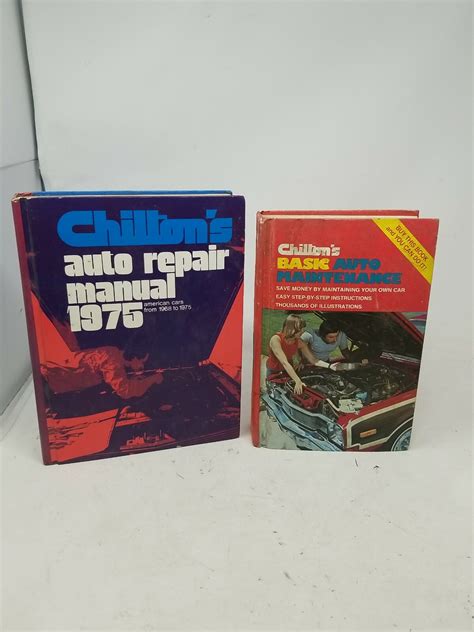 Chilton's
auto repair
manual
1975
american cars
from 1968 to 1975
Chilton's
BASIC AUTO
MAINTENANCE
SAVE MONEY BY MAINTAINING YOUR OWN CAR
EASY STEP-BY-STEP INSTRUCTIONS
THOUSANDS OF ILLUSTRATIONS
BUY THIS BOOK
and YOU CAN DO IT!